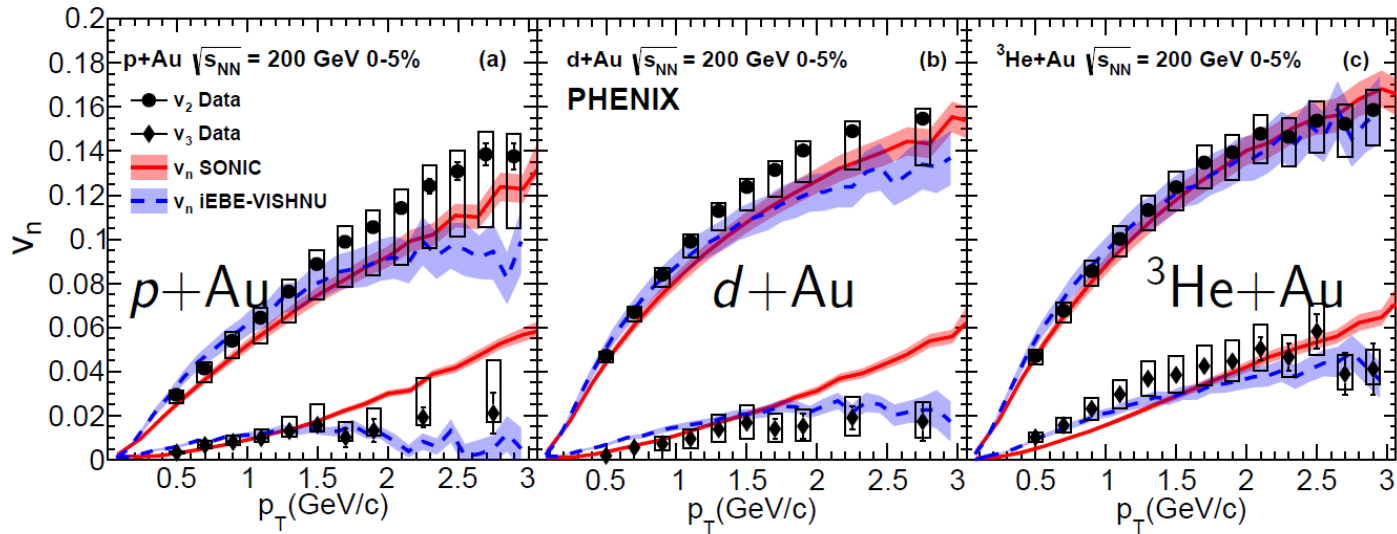 0.2
0.18
0.16
0.14
0.12
0.1
0.08
0.06
0.04
0.02
0
v_n
p+Au √s_NN = 200 GeV 0-5% (a)
v_2 Data
v_3 Data
v_n SONIC
v_n iEBE-VISHNU
p+Au
0.5 1 1.5 2 2.5 3
p_T(GeV/c)
d+Au √s_NN = 200 GeV 0-5% (b)
PHENIX
d+Au
0.5 1 1.5 2 2.5 3
p_T(GeV/c)
³He+Au √s_NN = 200 GeV 0-5% (c)
³He+Au
0.5 1 1.5 2 2.5 3
p_T(GeV/c)